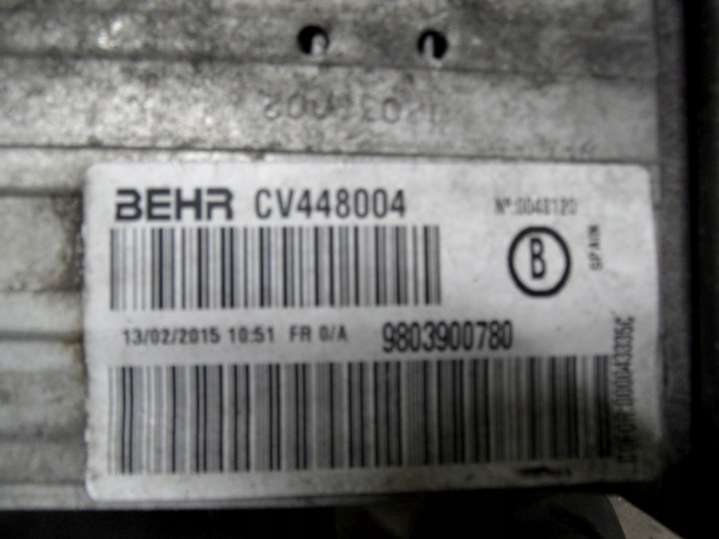 BEHR CV448004
Nº:0048120
B
SPAIN
13/02/2015 10:51 FR 0/A 9803900780